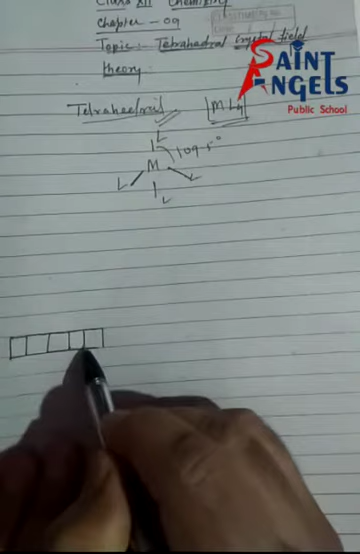 Class XII Chemistry
Chapter - 09
Topic:- Tetrahedral Crystal field
theory.
SAINT
ANGELS
Public School
Tetrahedral ML4
L
M 109.5°
L L
L